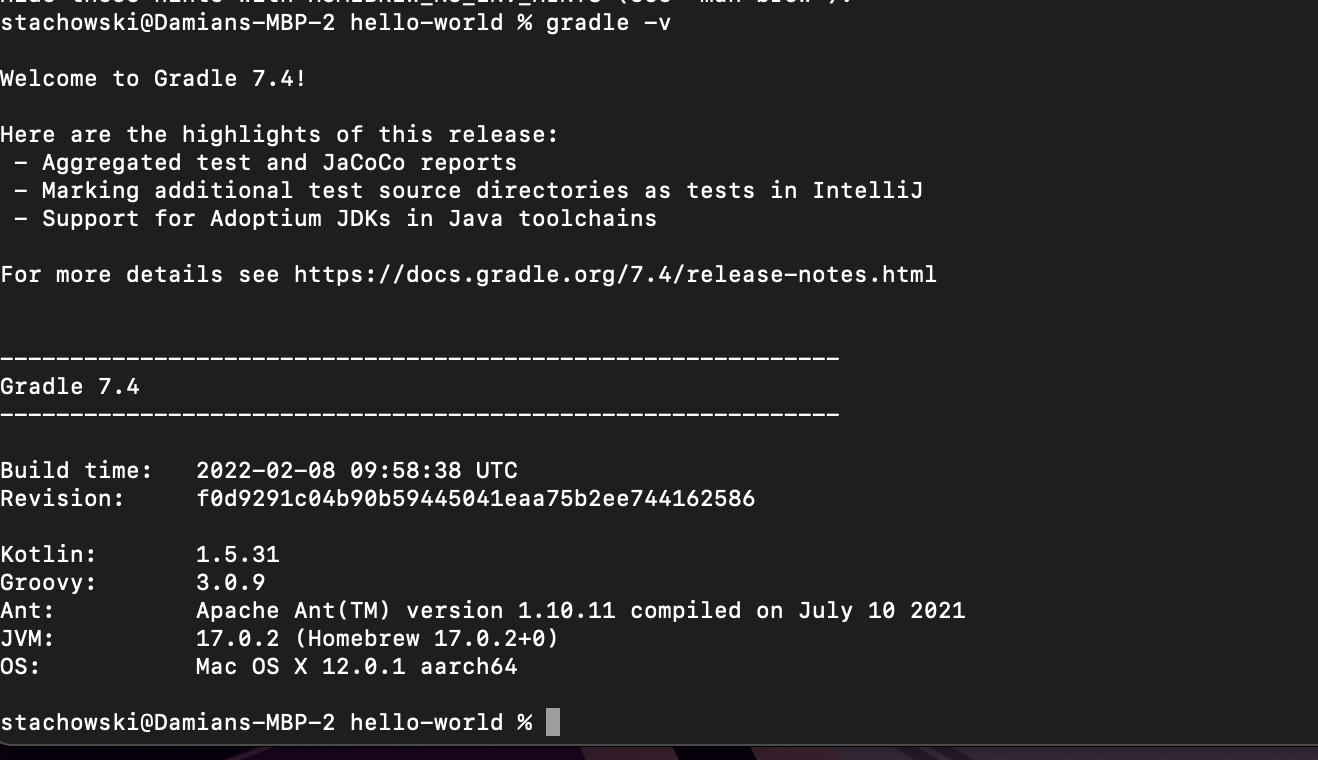 stachowski@Damians-MBP-2 hello-world % gradle -v
Welcome to Gradle 7.4!
Here are the highlights of this release:
- Aggregated test and JaCoCo reports
- Marking additional test source directories as tests in IntelliJ
- Support for Adoptium JDKs in Java toolchains
For more details see https://docs.gradle.org/7.4/release-notes.html
------------------------------------------------------------
Gradle 7.4
------------------------------------------------------------
Build time:   2022-02-08 09:58:38 UTC
Revision:     f0d9291c04b90b59445041eaa75b2ee744162586
Kotlin:       1.5.31
Groovy:       3.0.9
Ant:          Apache Ant(TM) version 1.10.11 compiled on July 10 2021
JVM:          17.0.2 (Homebrew 17.0.2+0)
OS:           Mac OS X 12.0.1 aarch64
stachowski@Damians-MBP-2 hello-world %